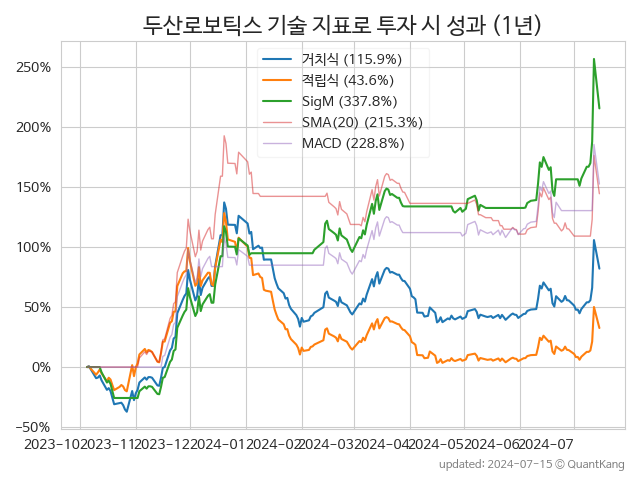 두산로보틱스 기술 지표로 투자 시 성과 (1년)
거치식 (115.9%)
적립식 (43.6%)
SigM (337.8%)
SMA(20) (215.3%)
MACD (228.8%)
250%
200%
150%
100%
50%
0%
−50%
2023-10 2023-11 2023-12 2024-01 2024-02 2024-03 2024-04 2024-05 2024-06 2024-07
updated: 2024-07-15 © QuantKang